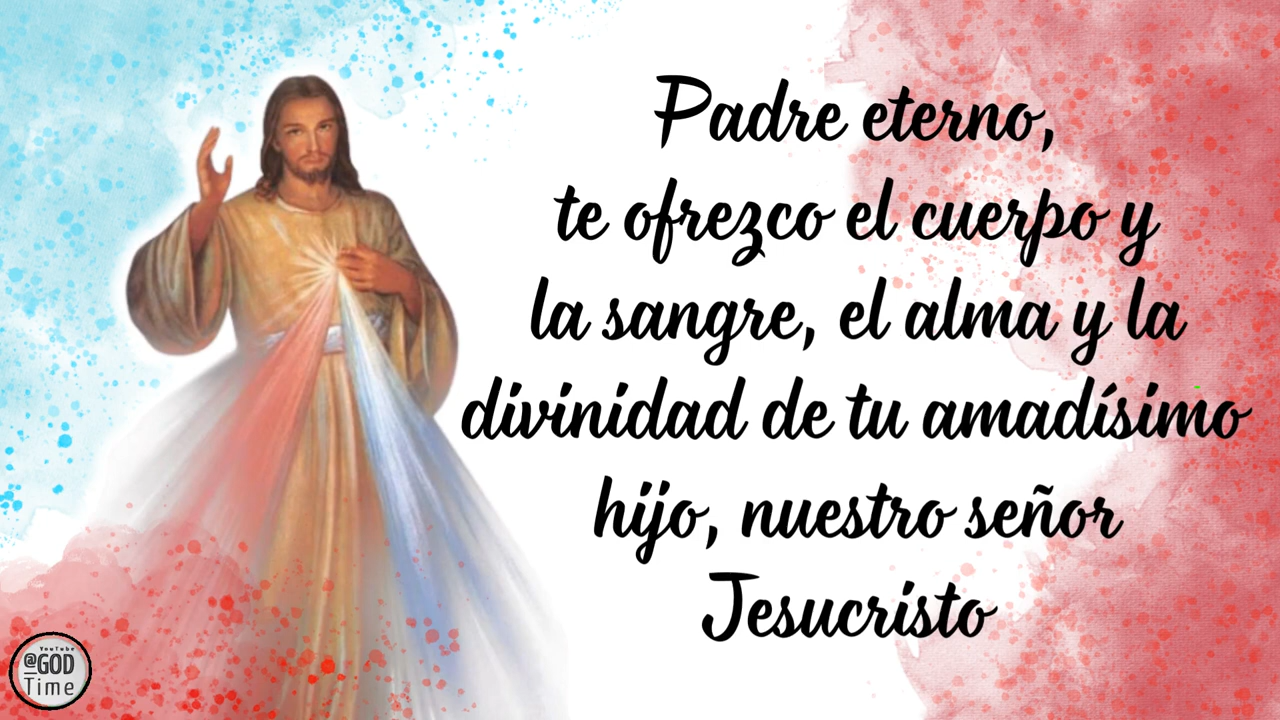 Padre eterno,
te ofrezco el cuerpo y
la sangre, el alma y la
divinidad de tu amadísimo
hijo, nuestro señor
Jesucristo
YouTube
@GOD
Time